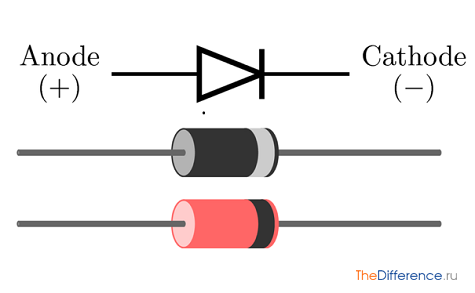 Anode
(+)
Cathode
(−)
TheDifference.ru